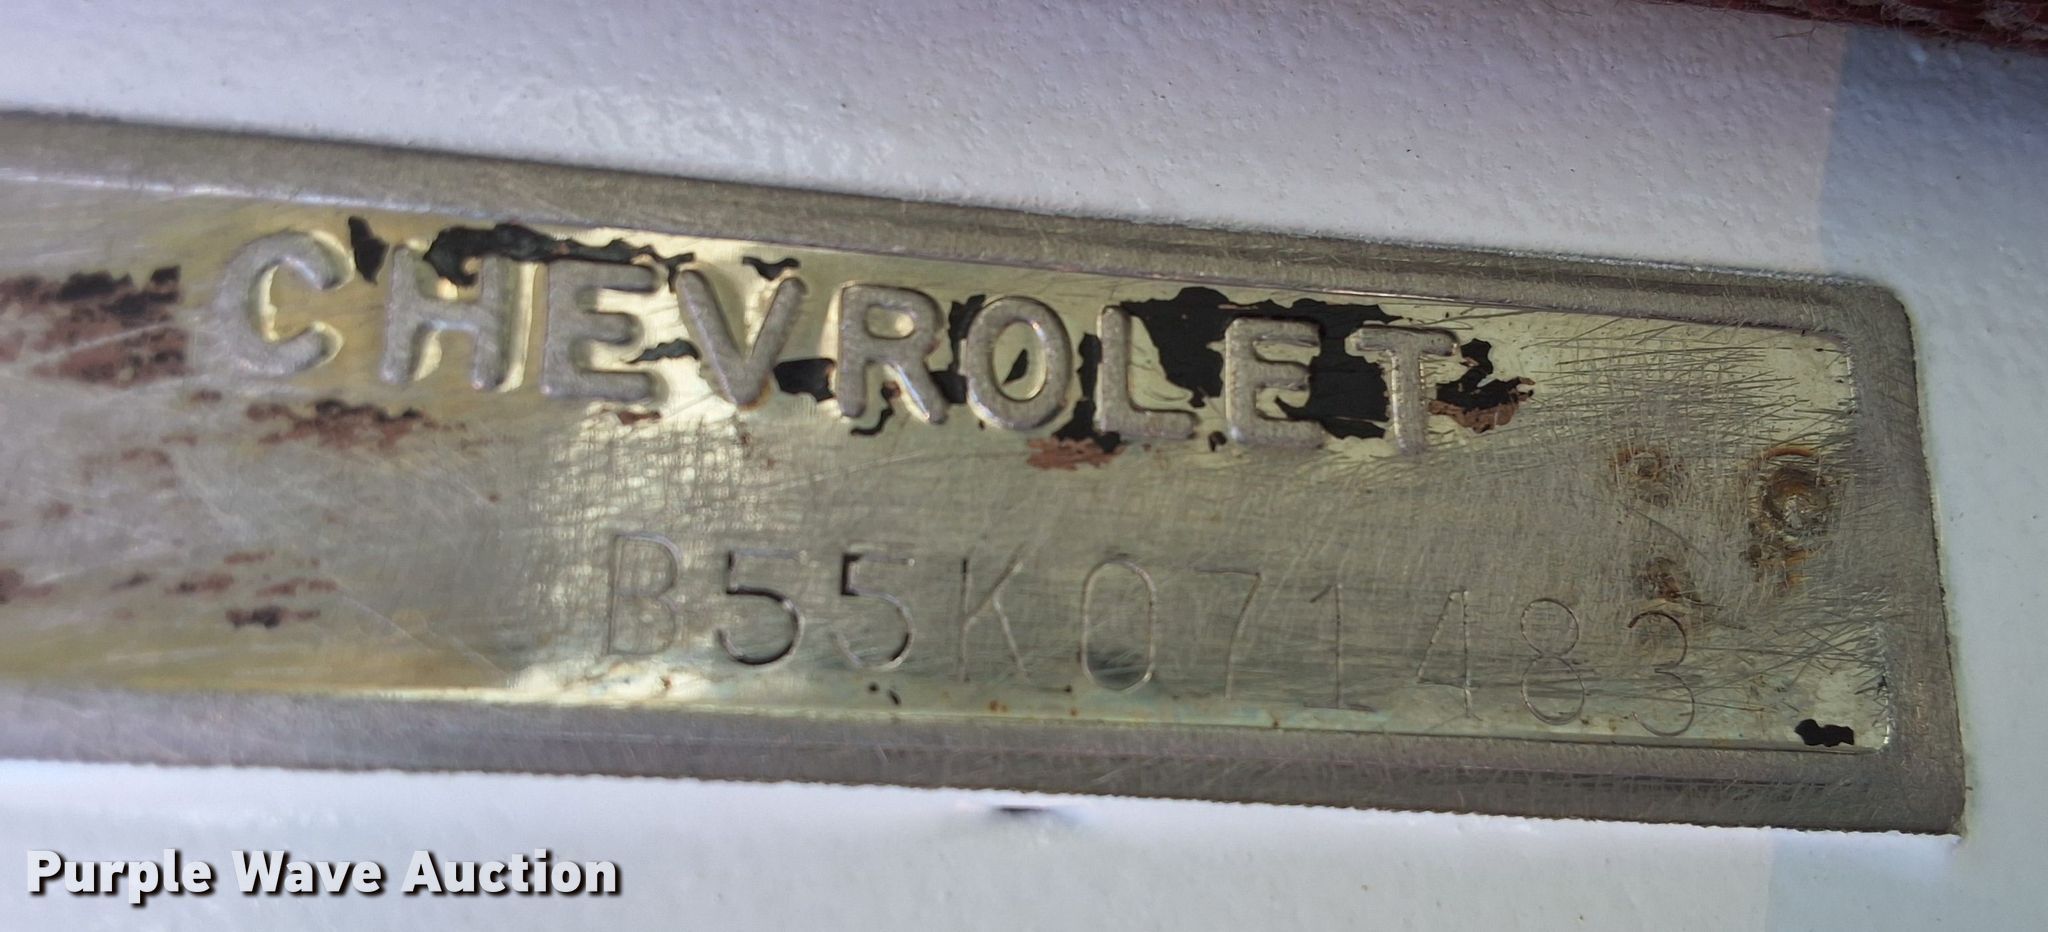 CHEVROLET
B55K071483
Purple Wave Auction